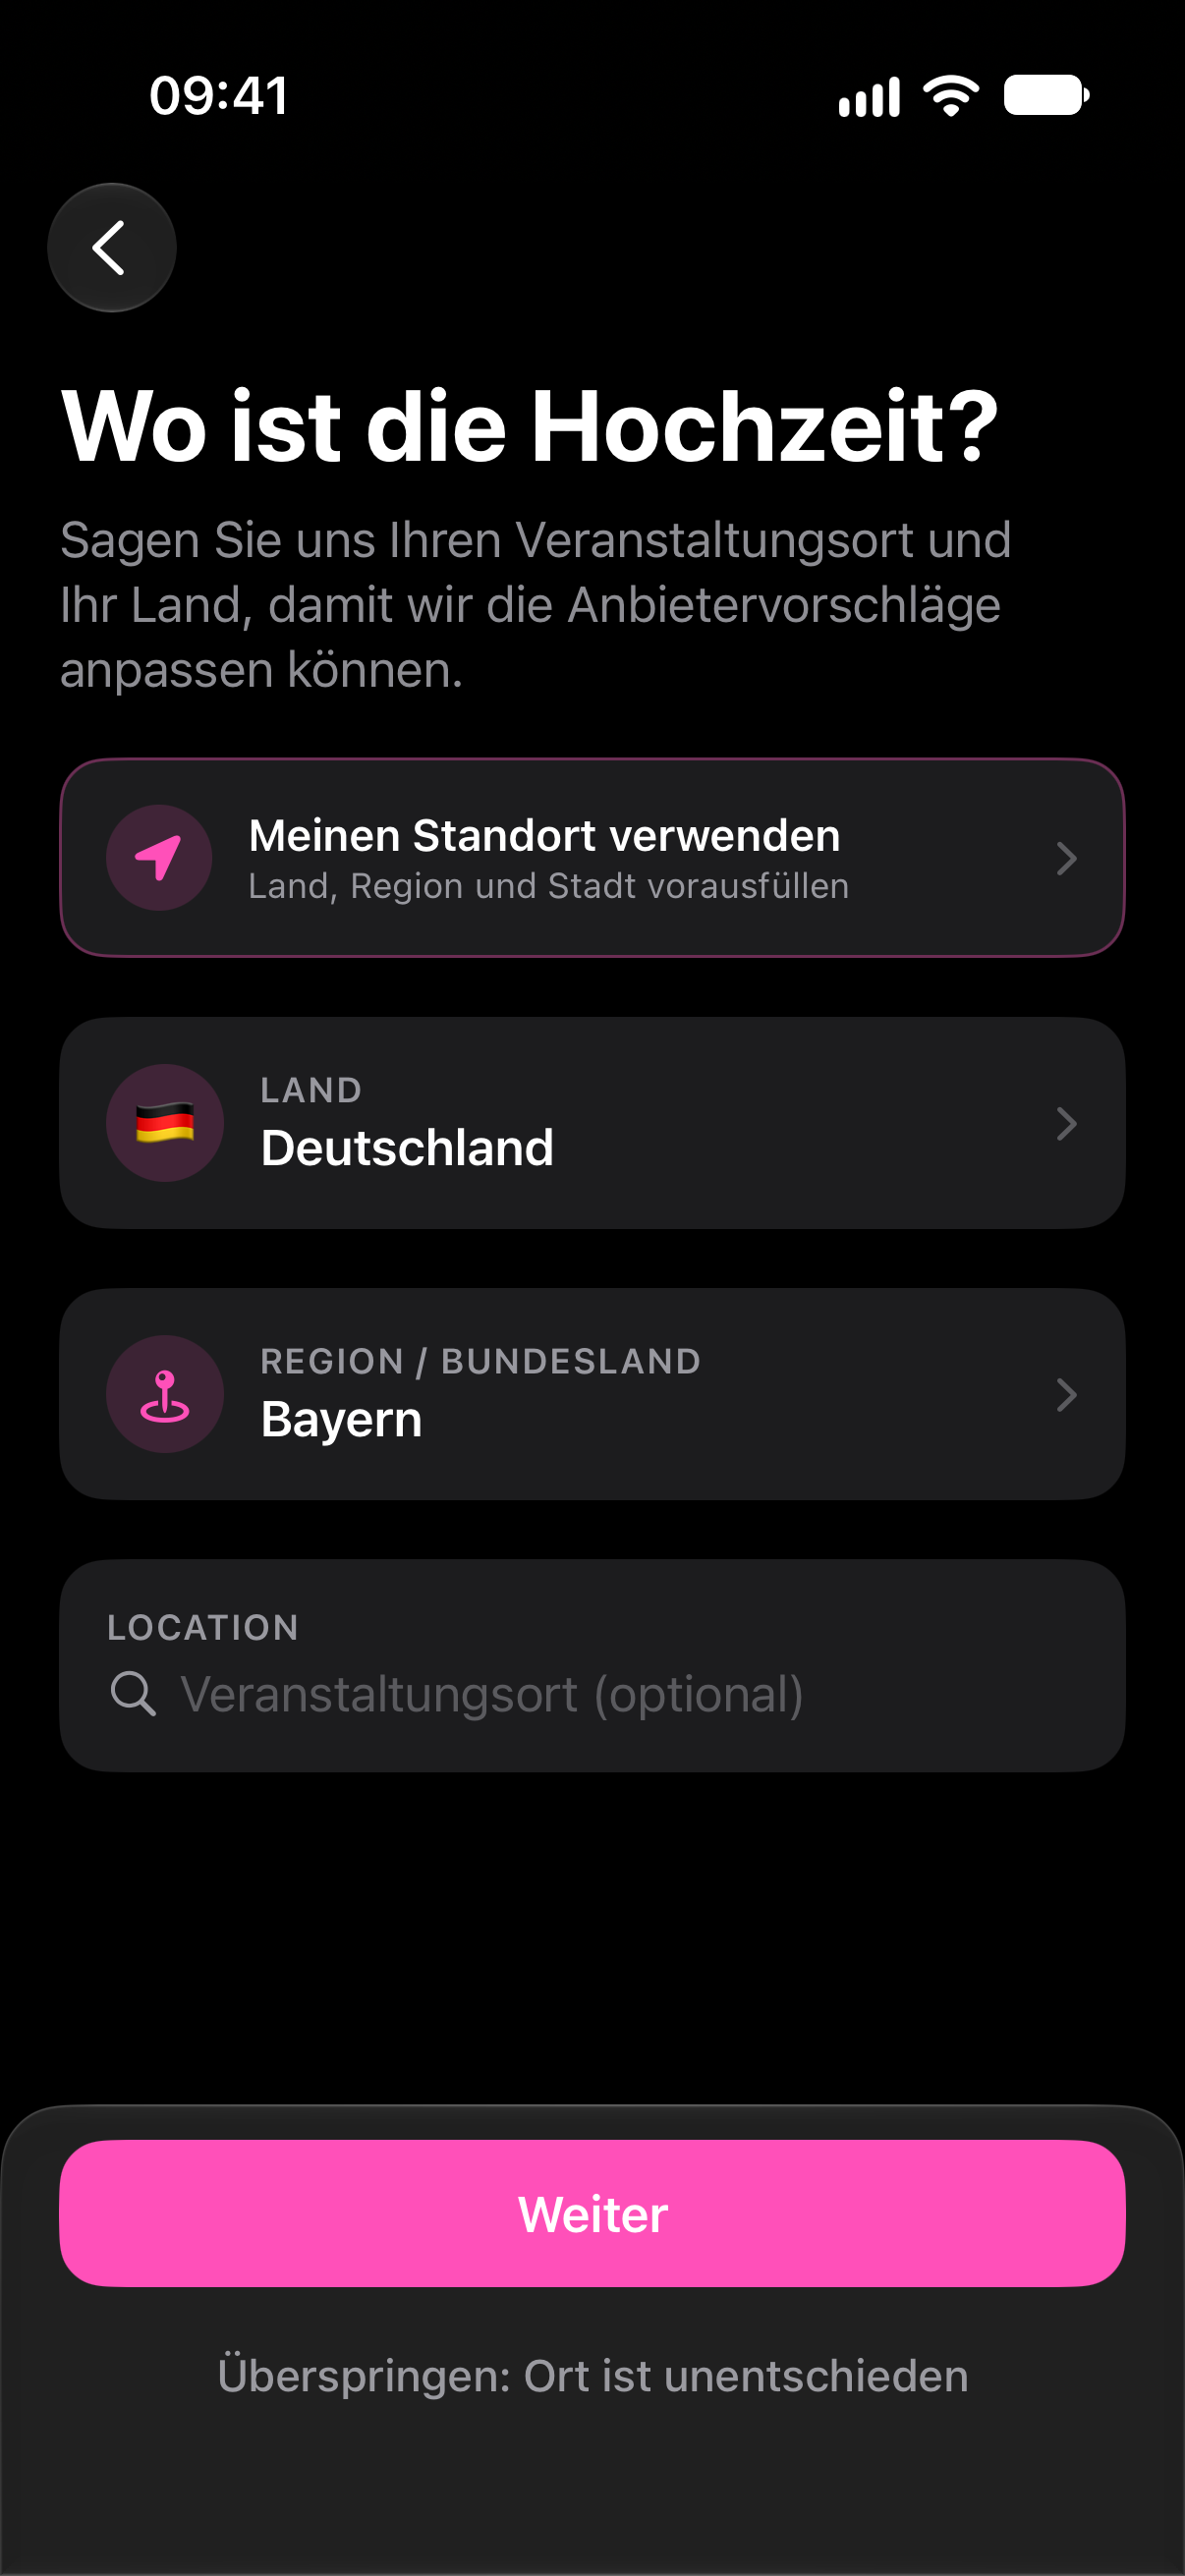 09:41
Wo ist die Hochzeit?
Sagen Sie uns Ihren Veranstaltungsort und
Ihr Land, damit wir die Anbietervorschläge
anpassen können.
Meinen Standort verwenden
Land, Region und Stadt vorausfüllen
LAND
Deutschland
REGION / BUNDESLAND
Bayern
LOCATION
Veranstaltungsort (optional)
Weiter
Überspringen: Ort ist unentschieden